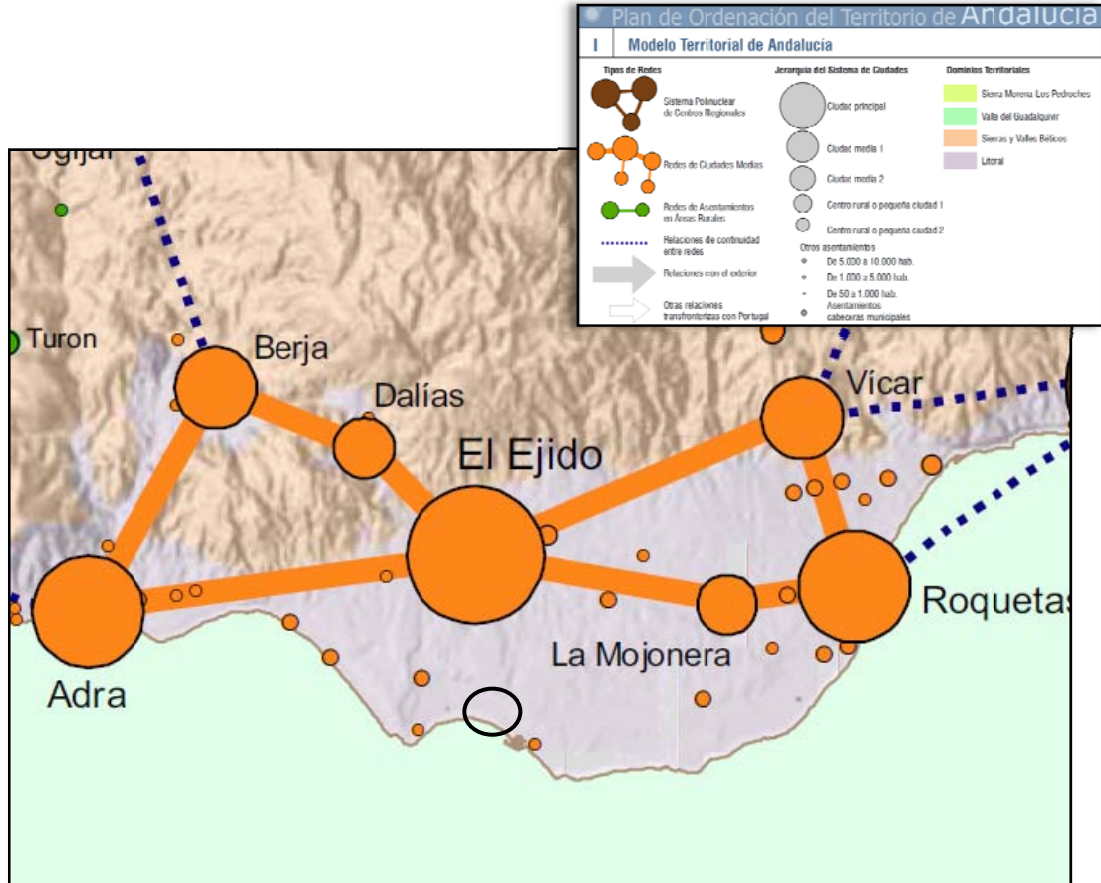 Plan de Ordenación del Territorio de Andalucía
I Modelo Territorial de Andalucía
Tipos de Redes
Sistema Polinuclear
de Centros Regionales
Redes de Ciudades Medias
Redes de Asentamientos
en Áreas Rurales
Relaciones de continuidad
entre redes
Relaciones con el exterior
Otras relaciones
transfronterizas con Portugal
Jerarquía del Sistema de Ciudades
Ciudad principal
Ciudad media 1
Ciudad media 2
Centro rural o pequeña ciudad 1
Centro rural o pequeña ciudad 2
Otros asentamientos
De 5.000 a 10.000 hab.
De 1.000 a 5.000 hab.
De 50 a 1.000 hab.
Asentamientos
cabeceras municipales
Dominios Territoriales
Sierra Morena-Los Pedroches
Valle del Guadalquivir
Sierras y Valles Béticos
Litoral
Ugíjar
Turon
Berja
Dalías
El Ejido
Vícar
Roquetas
La Mojonera
Adra